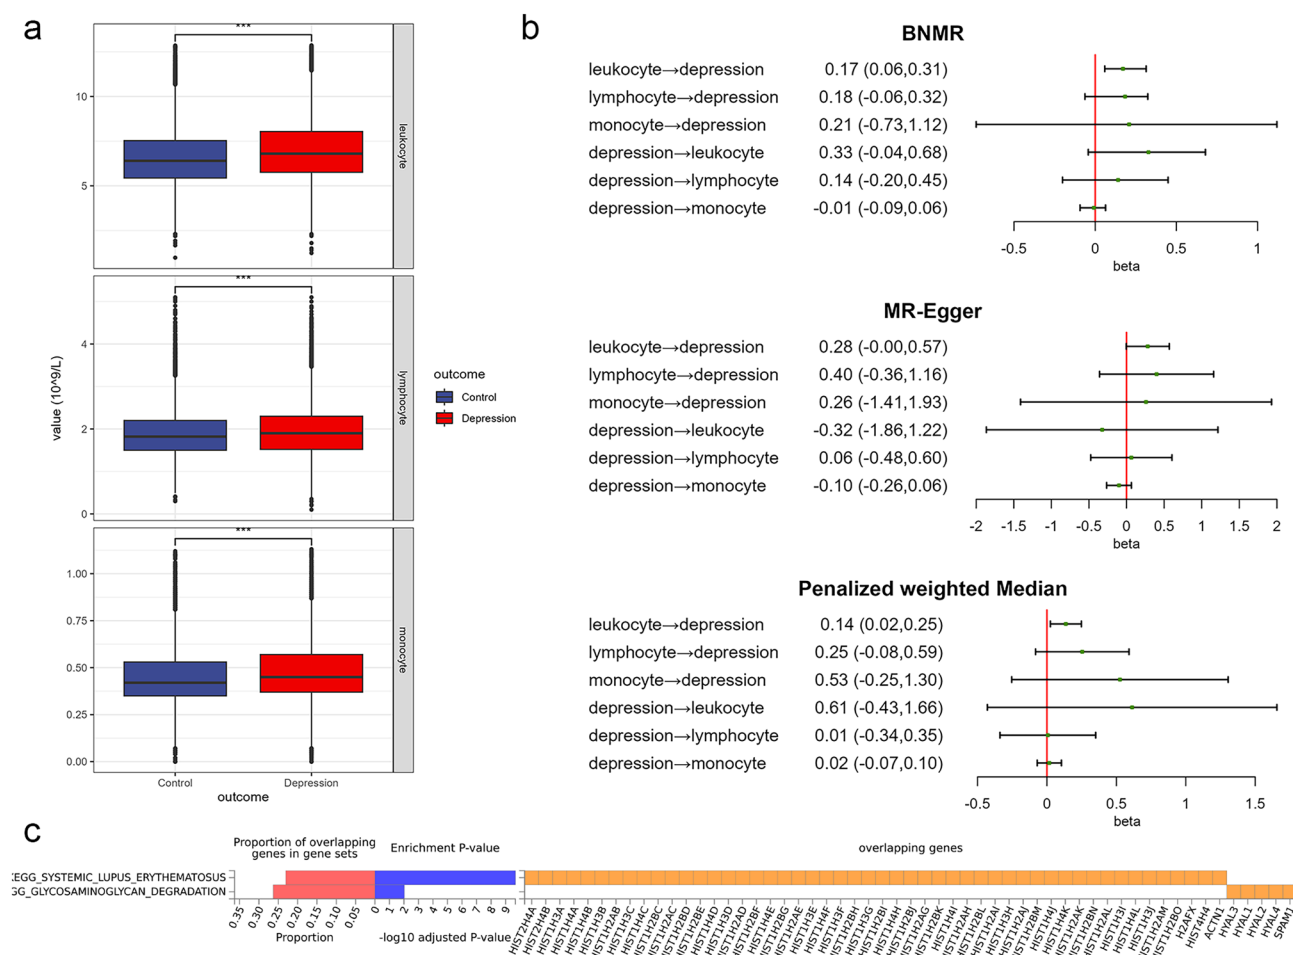 a
***
10
5
leukocyte
***
4
2
0
lymphocyte
value (10^9/L)
***
1.00
0.75
0.50
0.25
0.00
monocyte
Control
Depression
outcome
outcome
Control
Depression
b
BNMR
leukocyte→depression 0.17 (0.06,0.31)
lymphocyte→depression 0.18 (-0.06,0.32)
monocyte→depression 0.21 (-0.73,1.12)
depression→leukocyte 0.33 (-0.04,0.68)
depression→lymphocyte 0.14 (-0.20,0.45)
depression→monocyte -0.01 (-0.09,0.06)
-0.5 0 0.5 1
beta
MR-Egger
leukocyte→depression 0.28 (-0.00,0.57)
lymphocyte→depression 0.40 (-0.36,1.16)
monocyte→depression 0.26 (-1.41,1.93)
depression→leukocyte -0.32 (-1.86,1.22)
depression→lymphocyte 0.06 (-0.48,0.60)
depression→monocyte -0.10 (-0.26,0.06)
-2 -1.5 -1 -0.5 0 0.5 1 1.5 2
beta
Penalized weighted Median
leukocyte→depression 0.14 (0.02,0.25)
lymphocyte→depression 0.25 (-0.08,0.59)
monocyte→depression 0.53 (-0.25,1.30)
depression→leukocyte 0.61 (-0.43,1.66)
depression→lymphocyte 0.01 (-0.34,0.35)
depression→monocyte 0.02 (-0.07,0.10)
-0.5 0 0.5 1 1.5
beta
c
Proportion of overlapping
genes in gene sets
Enrichment P-value
overlapping genes
EGG_SYSTEMIC_LUPUS_ERYTHEMATOSUS
GG_GLYCOSAMINOGLYCAN_DEGRADATION
0.35 0.30 0.25 0.20 0.15 0.10 0.05
Proportion
0 1 2 3 4 5 6 7 8 9
-log10 adjusted P-value
HIST2H4A
HIST2H4B
HIST1H3A
HIST1H4A
HIST1H4B
HIST1H3B
HIST1H2AB
HIST1H3C
HIST1H4C
HIST1H2BC
HIST1H2AC
HIST1H2BD
HIST1H2BE
HIST1H4D
HIST1H3D
HIST1H2AD
HIST1H2BF
HIST1H4E
HIST1H2BG
HIST1H2AE
HIST1H3E
HIST1H4F
HIST1H3F
HIST1H2BH
HIST1H3G
HIST1H2BI
HIST1H4H
HIST1H2AG
HIST1H2BK
HIST1H4I
HIST1H2AH
HIST1H2BL
HIST1H2AI
HIST1H3H
HIST1H2AJ
HIST1H2BM
HIST1H4J
HIST1H4K
HIST1H2AK
HIST1H2BN
HIST1H2AL
HIST1H3I
HIST1H4L
HIST1H3J
HIST1H2AM
HIST1H2BO
H2AFX
HIST4H4
ACTN1
HYAL3
HYAL1
HYAL2
HYAL4
SPAM1